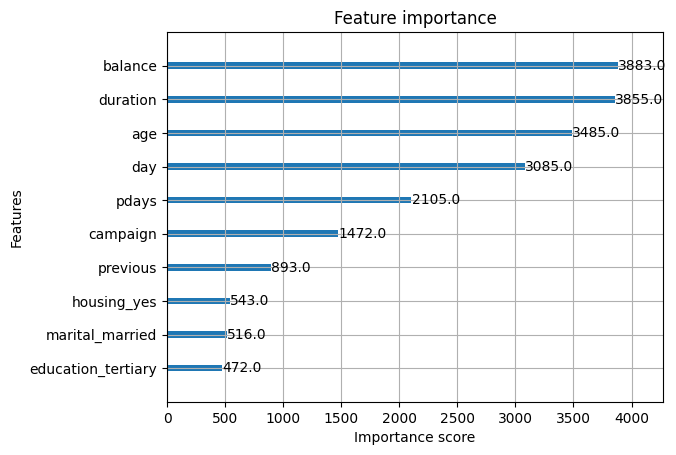 Feature importance
balance 3883.0
duration 3855.0
age 3485.0
day 3085.0
pdays 2105.0
campaign 1472.0
previous 893.0
housing_yes 543.0
marital_married 516.0
education_tertiary 472.0
Features
0 500 1000 1500 2000 2500 3000 3500 4000
Importance score